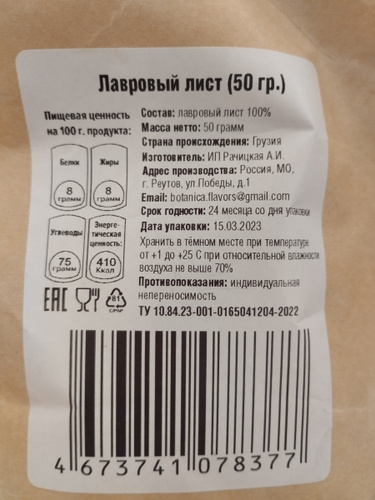 Лавровый лист (50 гр.)
Пищевая ценность
на 100 г. продукта:
Белки
8
грамм
Жиры
8
грамм
Углеводы
75
грамм
Энерге-
тическая
ценность:
410
Ккал
Состав: лавровый лист 100%
Масса нетто: 50 грамм
Страна происхождения: Грузия
Изготовитель: ИП Рачицкая А.И.
Адрес производства: Россия, МО,
г. Реутов, ул.Победы, д.1
Email: botanica.flavors@gmail.com
Срок годности: 24 месяца со дня упаковки
Дата упаковки: 15.03.2023
Хранить в тёмном месте при температуре
от +1 до +25 С при относительной влажности
воздуха не выше 70%
Противопоказания: индивидуальная
непереносимость
ТУ 10.84.23-001-0165041204-2022
EAC
81
C/PAP
4 673741 078377